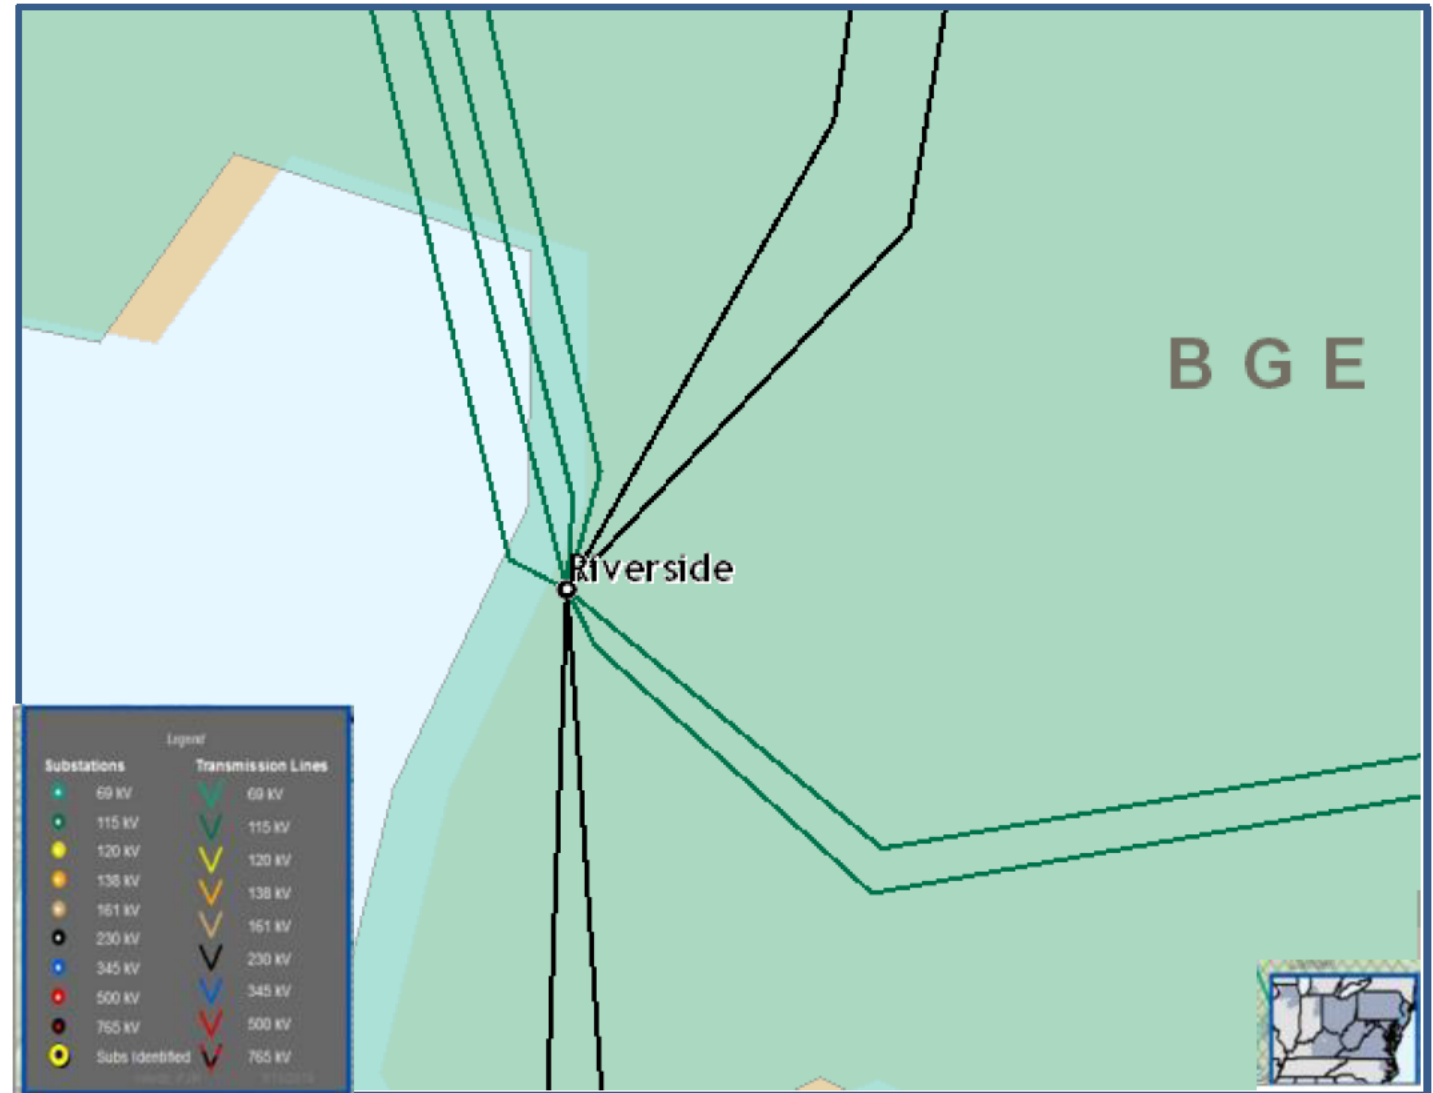 B G E
Riverside
Legend
Substations Transmission Lines
69 kV 69 kV
115 kV 115 kV
120 kV 120 kV
138 kV 138 kV
161 kV 161 kV
230 kV 230 kV
345 kV 345 kV
500 kV 500 kV
765 kV 765 kV
Subs Identified